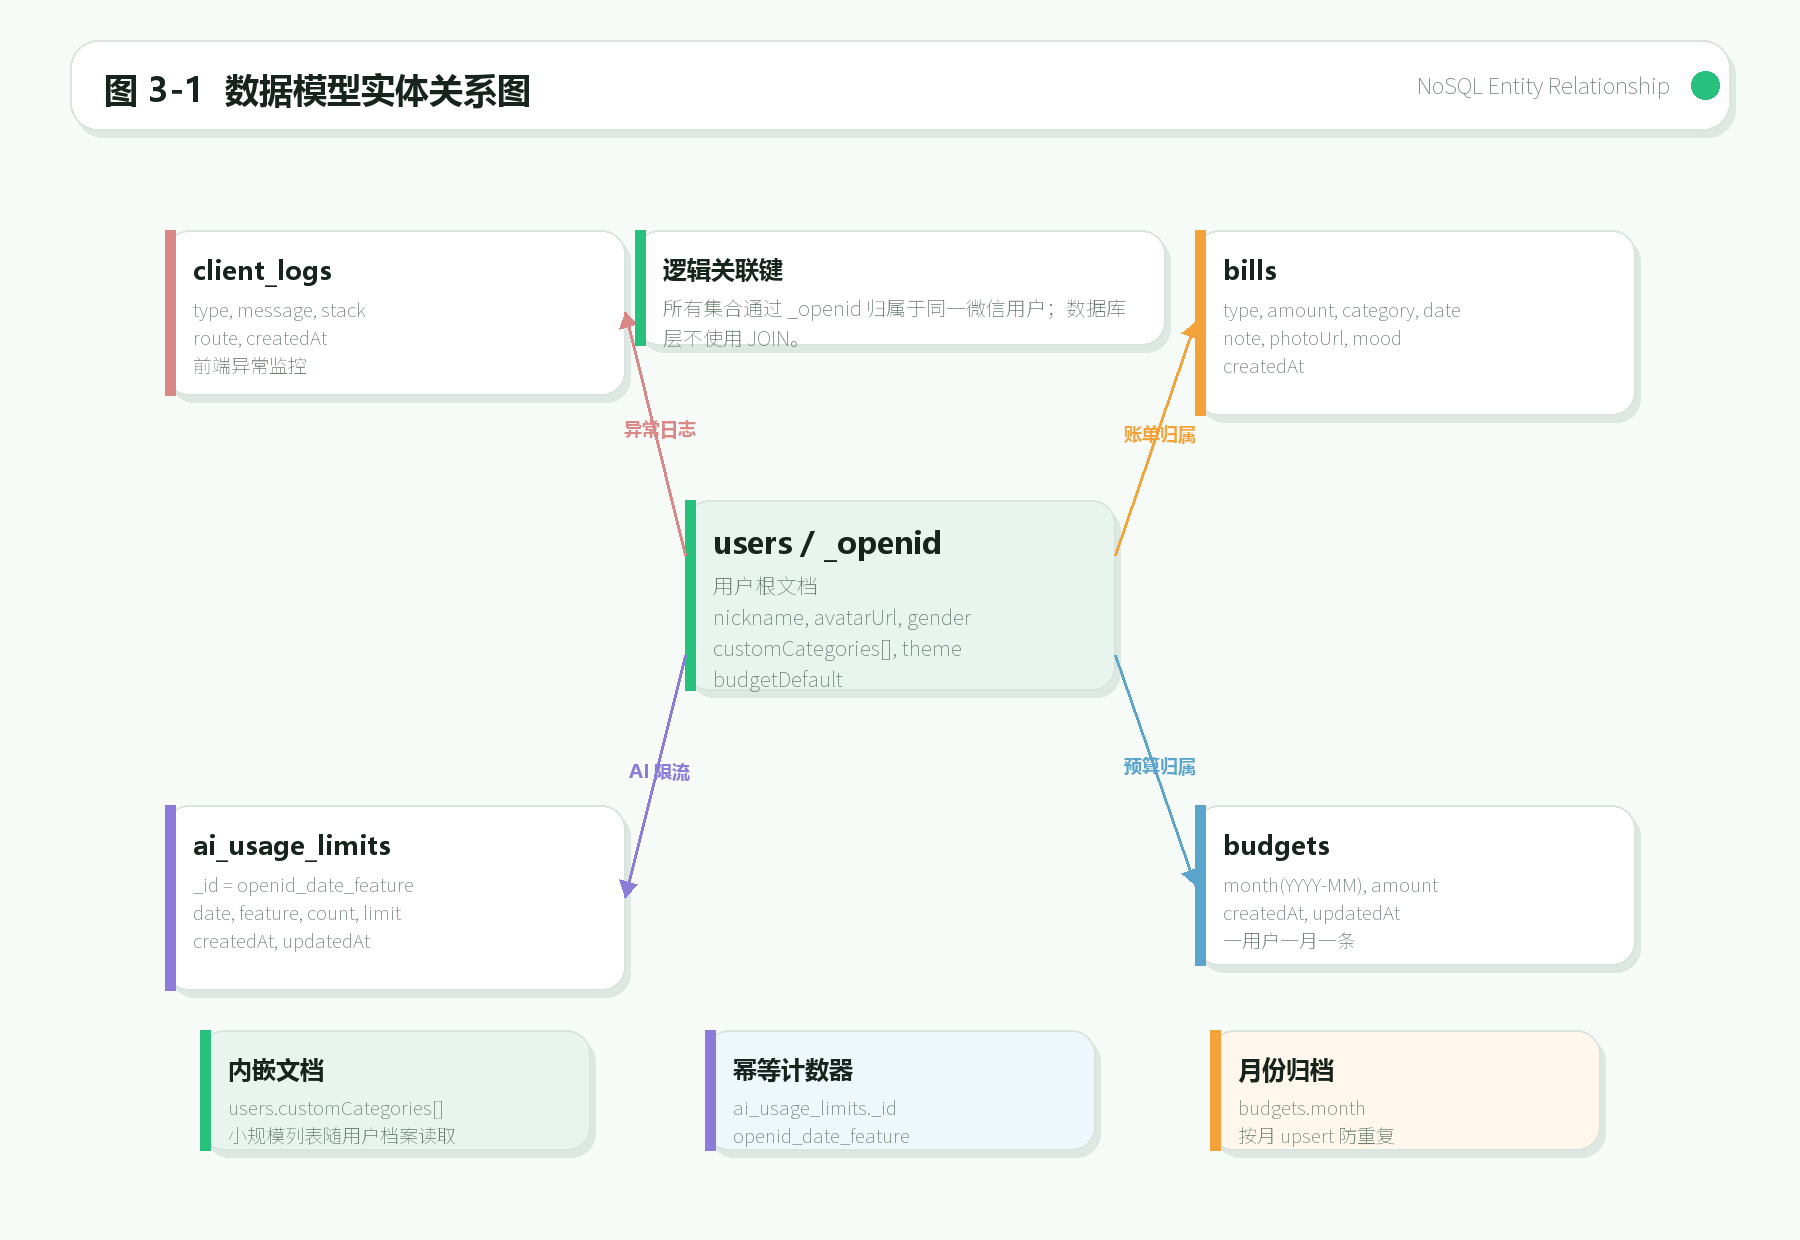 图 3-1 数据模型实体关系图
NoSQL Entity Relationship
client_logs
type, message, stack
route, createdAt
前端异常监控
逻辑关联键
所有集合通过 _openid 归属于同一微信用户；数据库
层不使用 JOIN。
bills
type, amount, category, date
note, photoUrl, mood
createdAt
异常日志
账单归属
users / _openid
用户根文档
nickname, avatarUrl, gender
customCategories[], theme
budgetDefault
AI 限流
预算归属
ai_usage_limits
_id = openid_date_feature
date, feature, count, limit
createdAt, updatedAt
budgets
month(YYYY-MM), amount
createdAt, updatedAt
一用户一月一条
内嵌文档
users.customCategories[]
小规模列表随用户档案读取
幂等计数器
ai_usage_limits._id
openid_date_feature
月份归档
budgets.month
按月 upsert 防重复